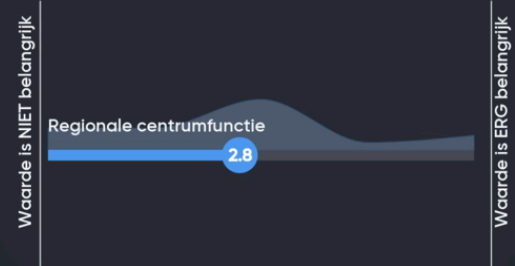 Waarde is NIET belangrijk
Regionale centrumfunctie
2.8
Waarde is ERG belangrijk